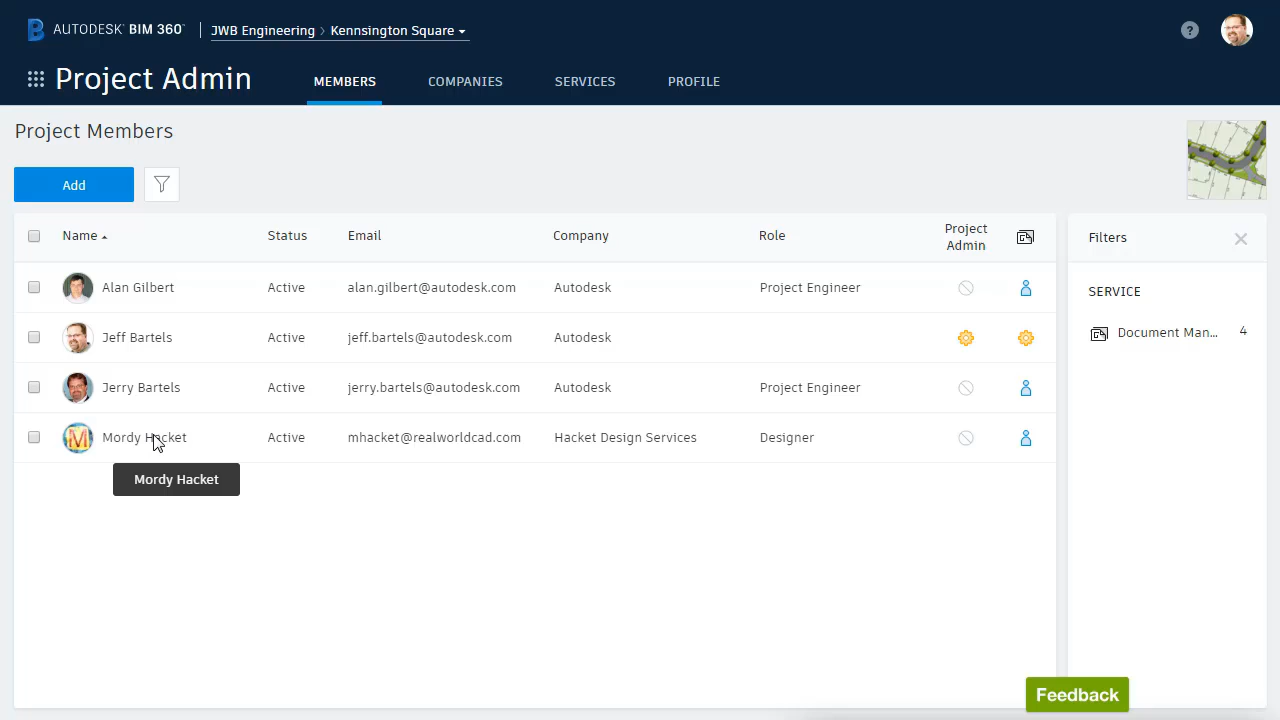 AUTODESK® BIM 360™ JWB Engineering > Kennsington Square
Project Admin MEMBERS COMPANIES SERVICES PROFILE
Project Members
Add
Name Status Email Company Role Project Admin
Alan Gilbert Active alan.gilbert@autodesk.com Autodesk Project Engineer
Jeff Bartels Active jeff.bartels@autodesk.com Autodesk
Jerry Bartels Active jerry.bartels@autodesk.com Autodesk Project Engineer
Mordy Hacket Active mhacket@realworldcad.com Hacket Design Services Designer
Mordy Hacket
Filters
SERVICE
Document Man... 4
Feedback